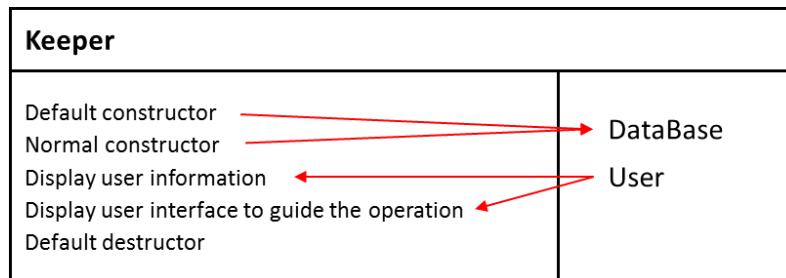 Keeper
Default constructor
Normal constructor
Display user information
Display user interface to guide the operation
Default destructor
DataBase
User